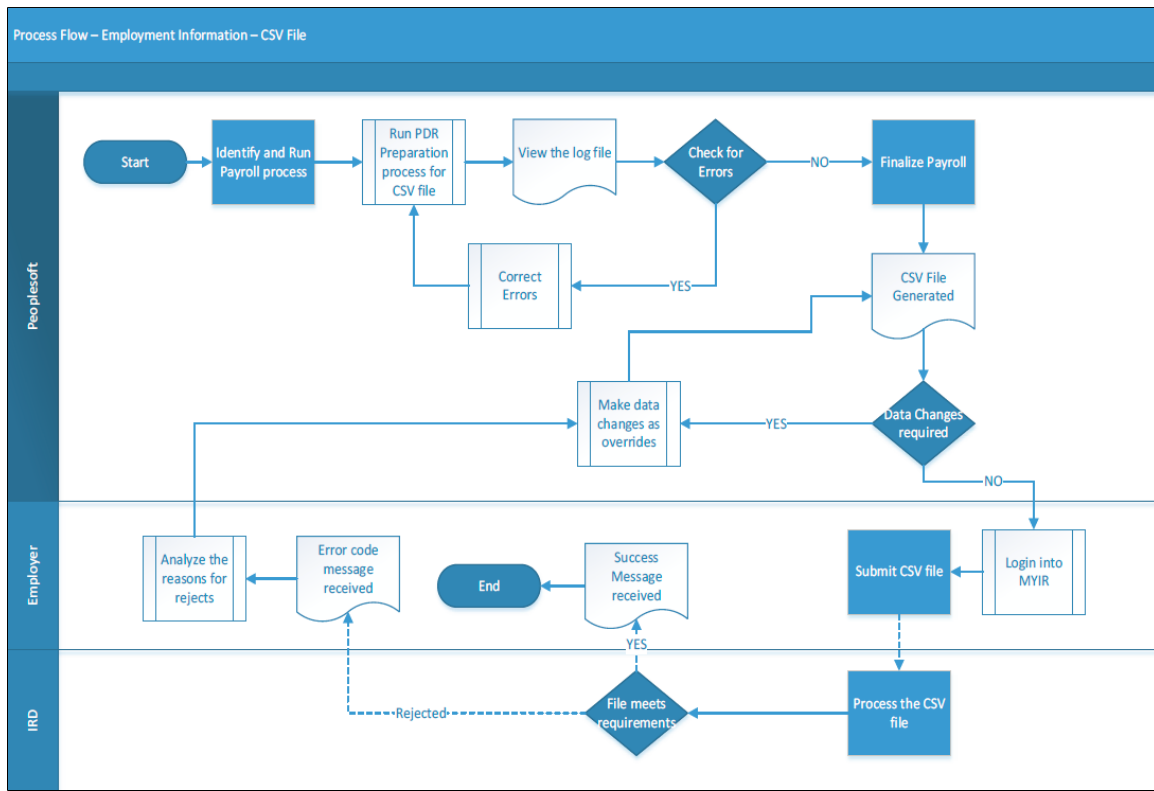 Process Flow – Employment Information – CSV File
Peoplesoft
Start
Identify and Run
Payroll process
Run PDR
Preparation
process for
CSV file
View the log file
Check for
Errors
NO
Finalize Payroll
Correct
Errors
YES
CSV File
Generated
Make data
changes as
overrides
YES
Data Changes
required
NO
Employer
Analyze the
reasons for
rejects
Error code
message
received
End
Success
Message
received
Submit CSV file
Login into
MYIR
YES
IRD
Rejected
File meets
requirements
Process the CSV
file